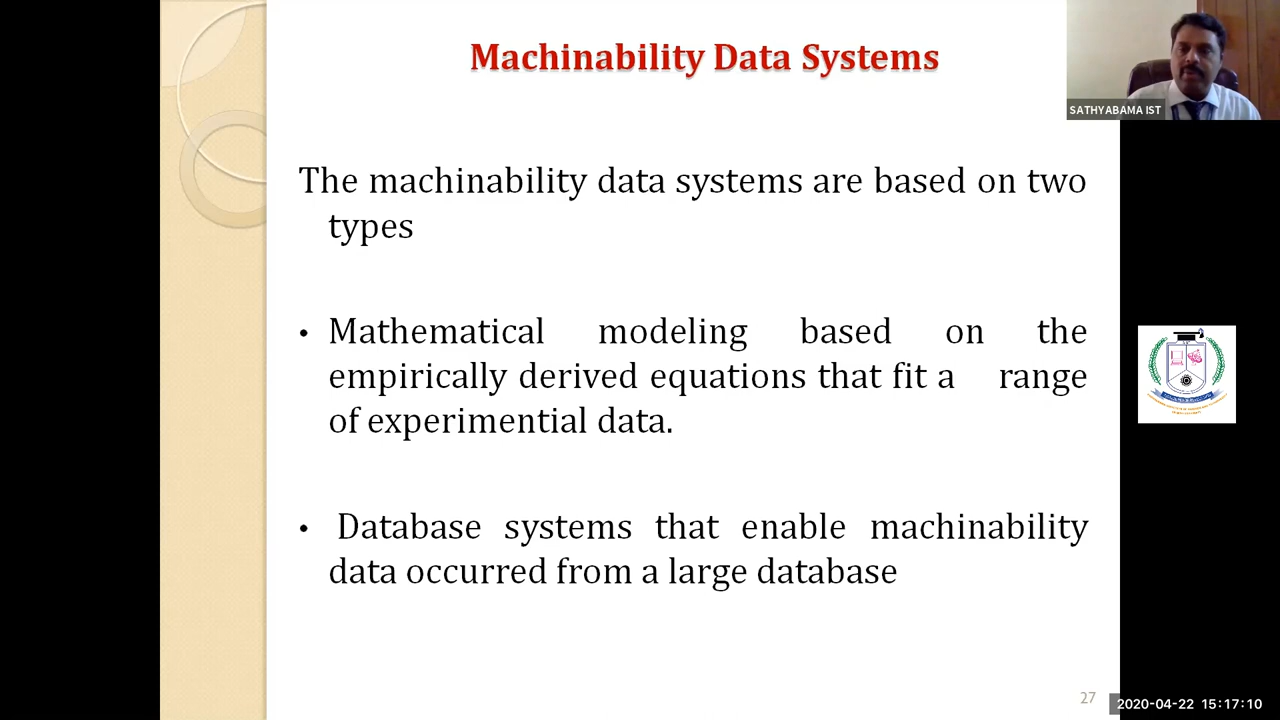 Machinability Data Systems
SATHYABAMA IST
The machinability data systems are based on two
types
• Mathematical modeling based on the
empirically derived equations that fit a range
of experimental data.
• Database systems that enable machinability
data occurred from a large database
27
2020-04-22 15:17:10